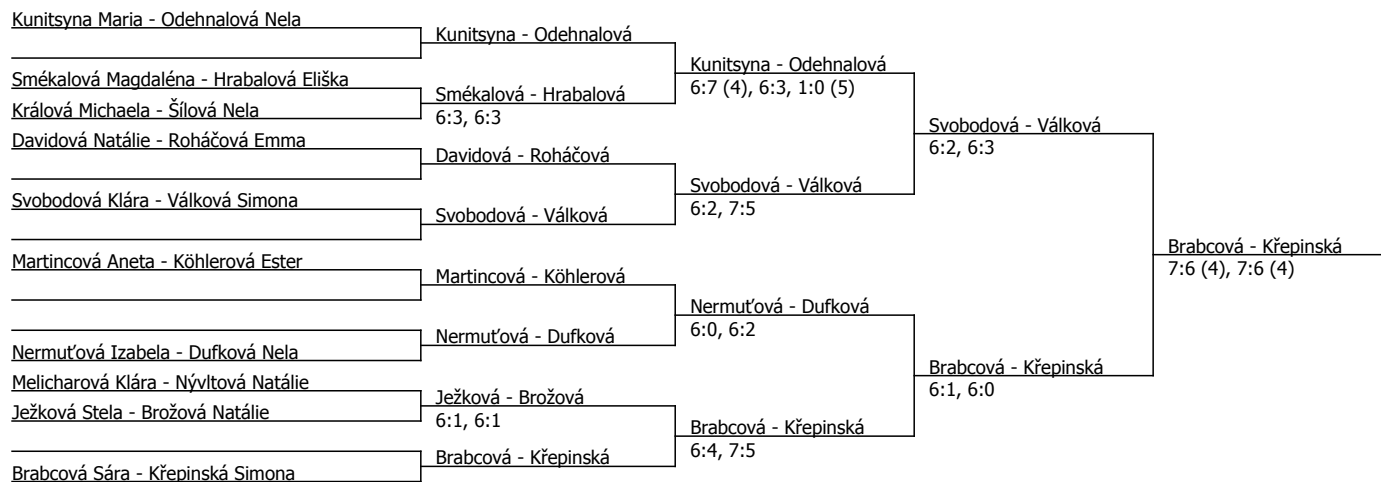 Kunitsyna Maria - Odehnalová Nela
Smékalová Magdaléna - Hrabalová Eliška
Králová Michaela - Šílová Nela
Davidová Natálie - Roháčová Emma
Svobodová Klára - Válková Simona
Martincová Aneta - Köhlerová Ester
Nermuťová Izabela - Dufková Nela
Melicharová Klára - Nývltová Natálie
Ježková Stela - Brožová Natálie
Brabcová Sára - Křepinská Simona
Kunitsyna - Odehnalová
Smékalová - Hrabalová
6:3, 6:3
Davidová - Roháčová
Svobodová - Válková
Martincová - Köhlerová
Nermuťová - Dufková
Ježková - Brožová
6:1, 6:1
Brabcová - Křepinská
Kunitsyna - Odehnalová
6:7 (4), 6:3, 1:0 (5)
Svobodová - Válková
6:2, 7:5
Nermuťová - Dufková
6:0, 6:2
Brabcová - Křepinská
6:4, 7:5
Svobodová - Válková
6:2, 6:3
Brabcová - Křepinská
6:1, 6:0
Brabcová - Křepinská
7:6 (4), 7:6 (4)